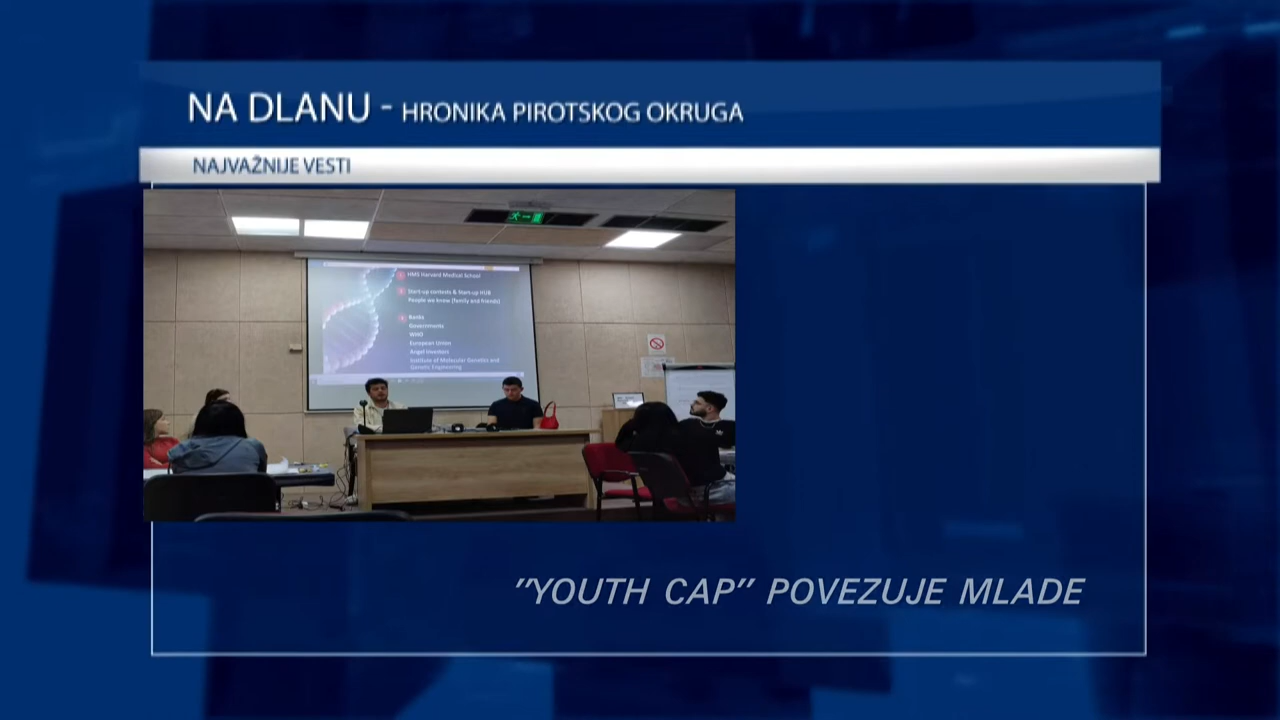 NA DLANU - HRONIKA PIROTSKOG OKRUGA
NAJVAŽNIJE VESTI
HMS Harvard Medical School
Start-up contests & Start-up HUB
People we know (family and friends)
Banks
Governments
WHO
European Union
Angel Investors
Institute of Molecular Genetics and
Genetic Engineering
"YOUTH CAP" POVEZUJE MLADE